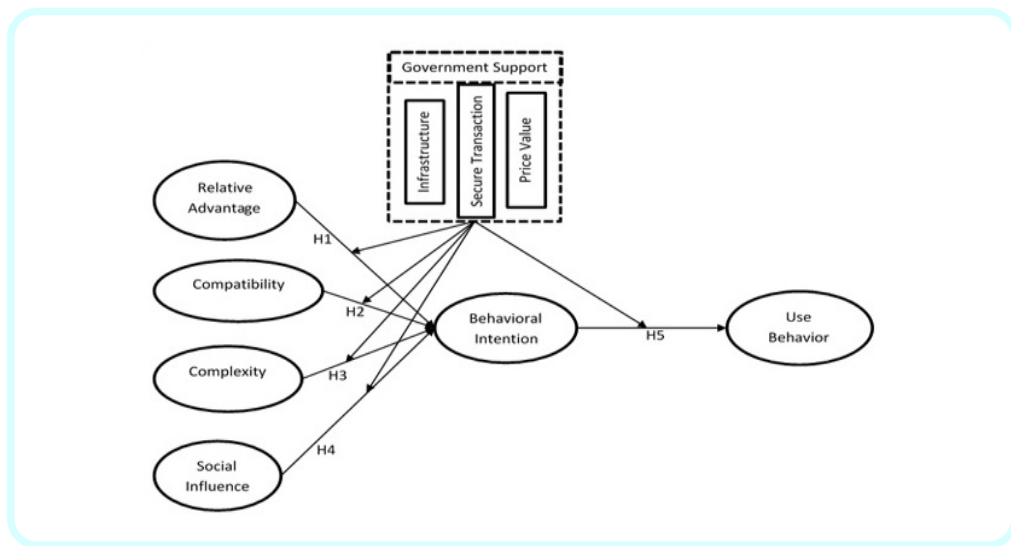 Government Support
Infrastructure
Secure Transaction
Price Value
Relative
Advantage
H1
Compatibility
H2
Behavioral
Intention
Use
Behavior
H5
Complexity
H3
H4
Social
Influence